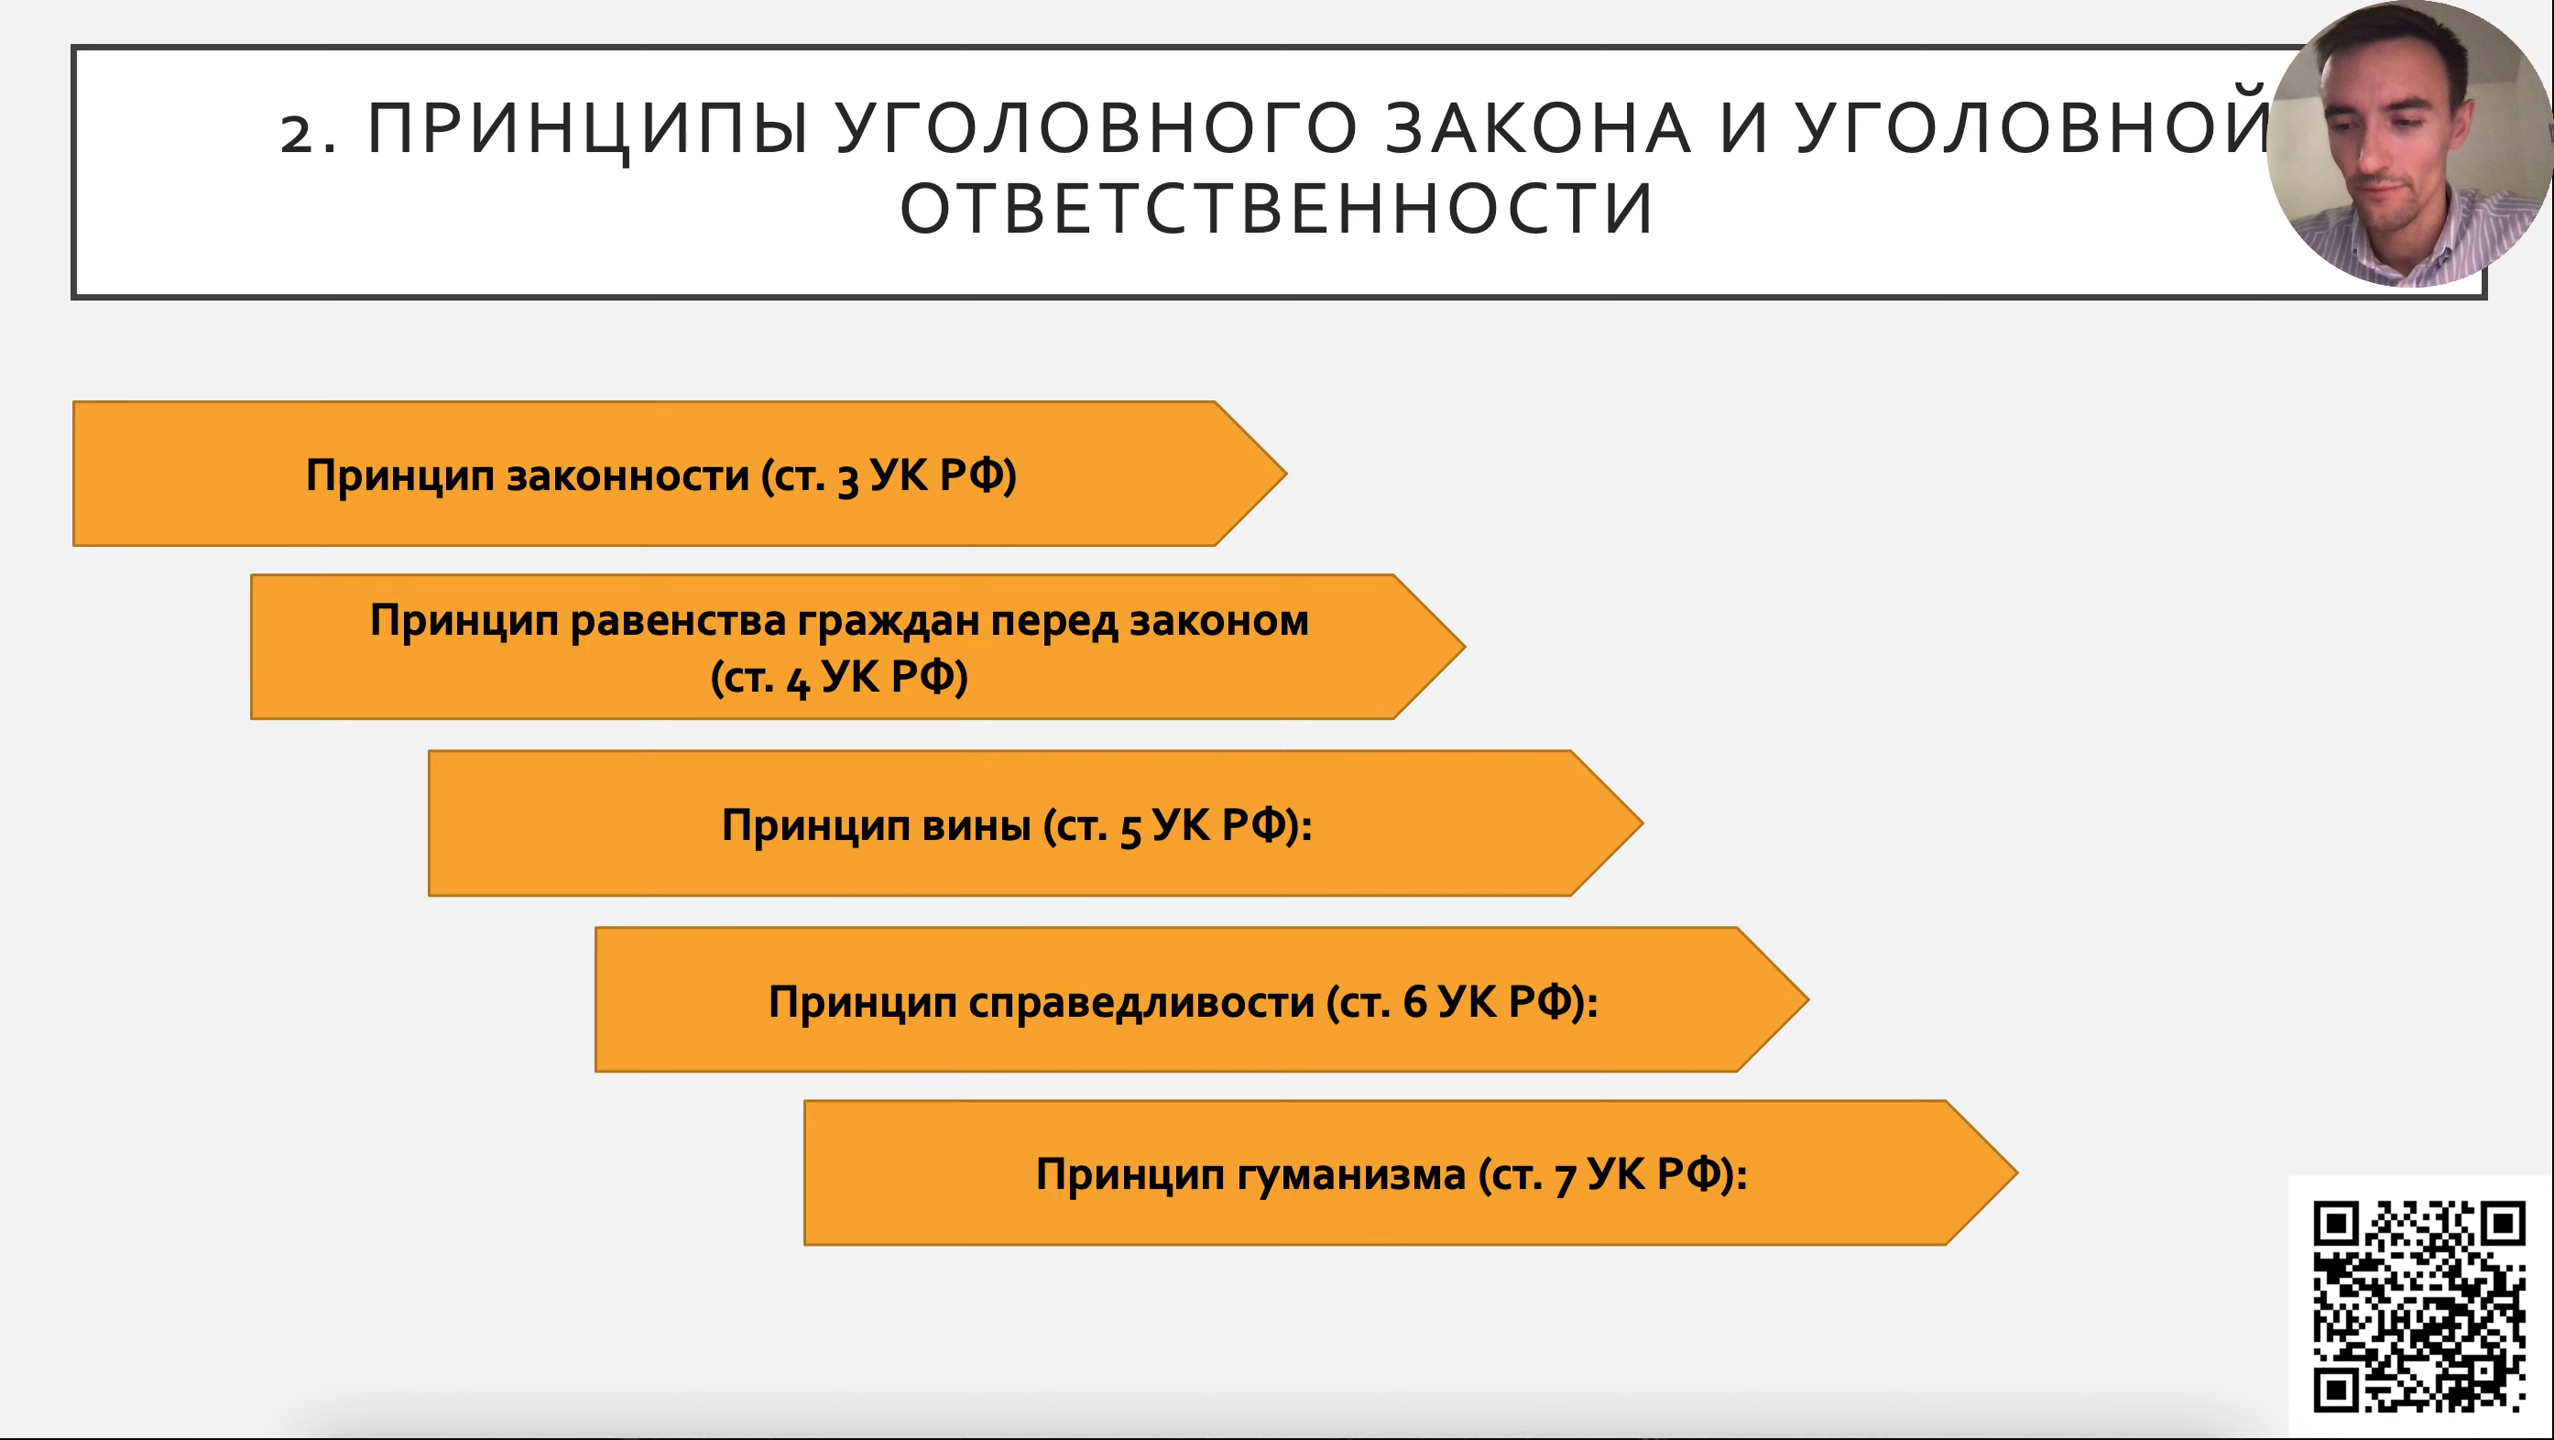 2. ПРИНЦИПЫ УГОЛОВНОГО ЗАКОНА И УГОЛОВНОЙ
ОТВЕТСТВЕННОСТИ
Принцип законности (ст. 3 УК РФ)
Принцип равенства граждан перед законом
(ст. 4 УК РФ)
Принцип вины (ст. 5 УК РФ):
Принцип справедливости (ст. 6 УК РФ):
Принцип гуманизма (ст. 7 УК РФ):